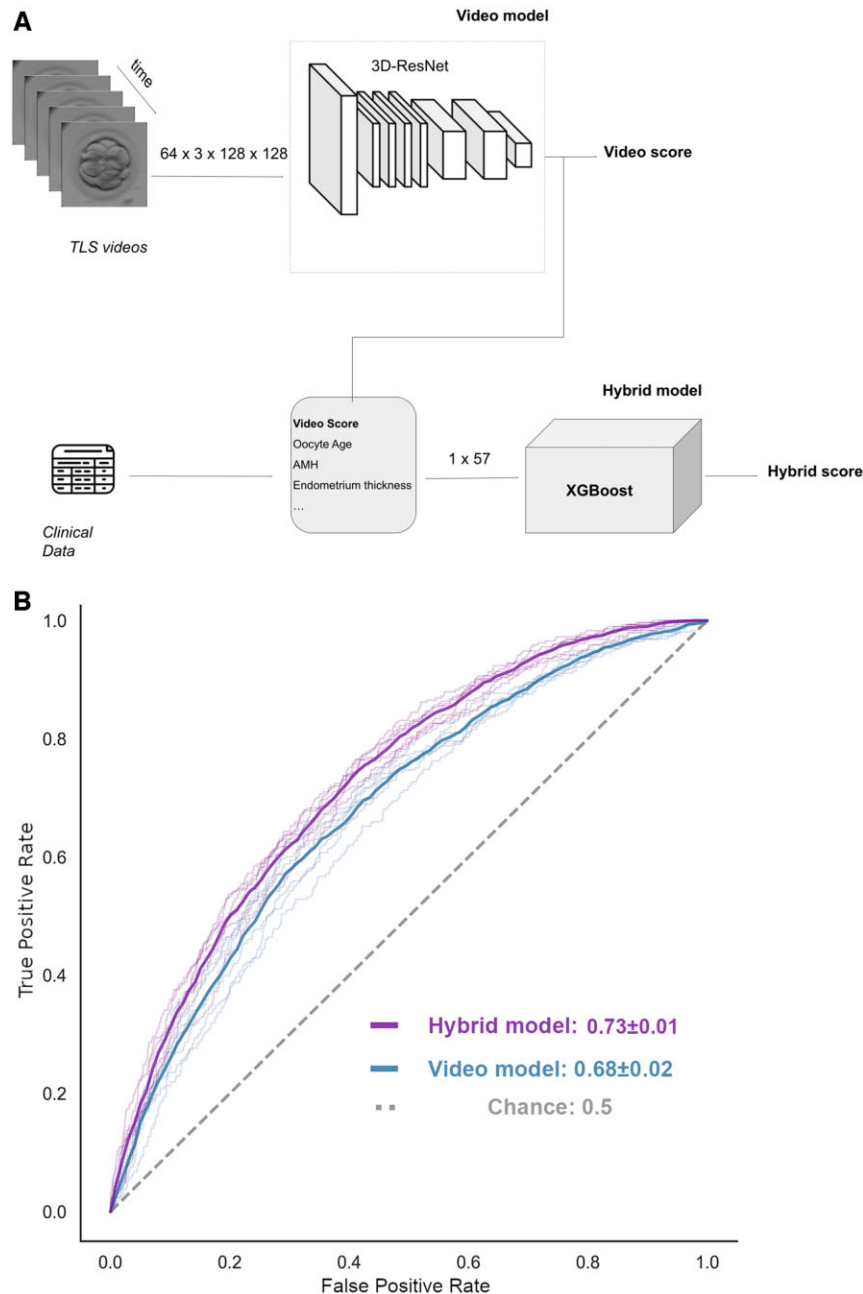 A
Video model
3D-ResNet
time
64 x 3 x 128 x 128
Video score
TLS videos
Hybrid model
Video Score
Oocyte Age
AMH
Endometrium thickness
...
1 x 57
XGBoost
Hybrid score
Clinical
Data
B
1.0
0.8
0.6
0.4
0.2
0.0
True Positive Rate
Hybrid model: 0.73±0.01
Video model: 0.68±0.02
Chance: 0.5
0.0
0.2
0.4
0.6
0.8
1.0
False Positive Rate